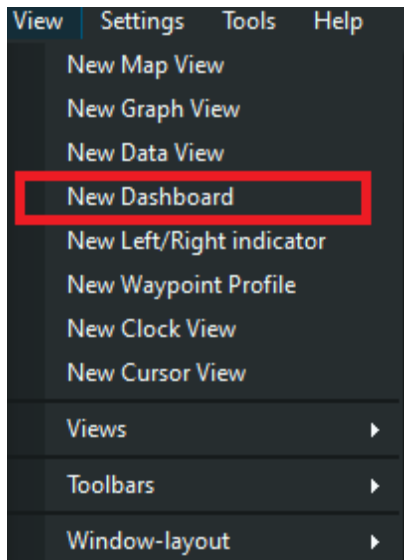 View Settings Tools Help
New Map View
New Graph View
New Data View
New Dashboard
New Left/Right indicator
New Waypoint Profile
New Clock View
New Cursor View
Views
Toolbars
Window-layout